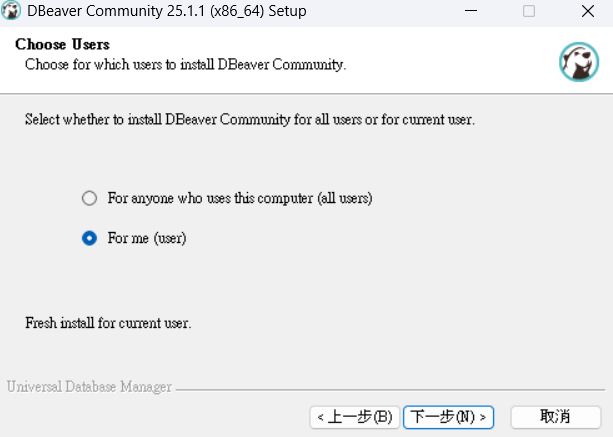 DBeaver Community 25.1.1 (x86_64) Setup
Choose Users
Choose for which users to install DBeaver Community.
Select whether to install DBeaver Community for all users or for current user.
For anyone who uses this computer (all users)
For me (user)
Fresh install for current user.
Universal Database Manager
< 上一步(B) 下一步(N) > 取消